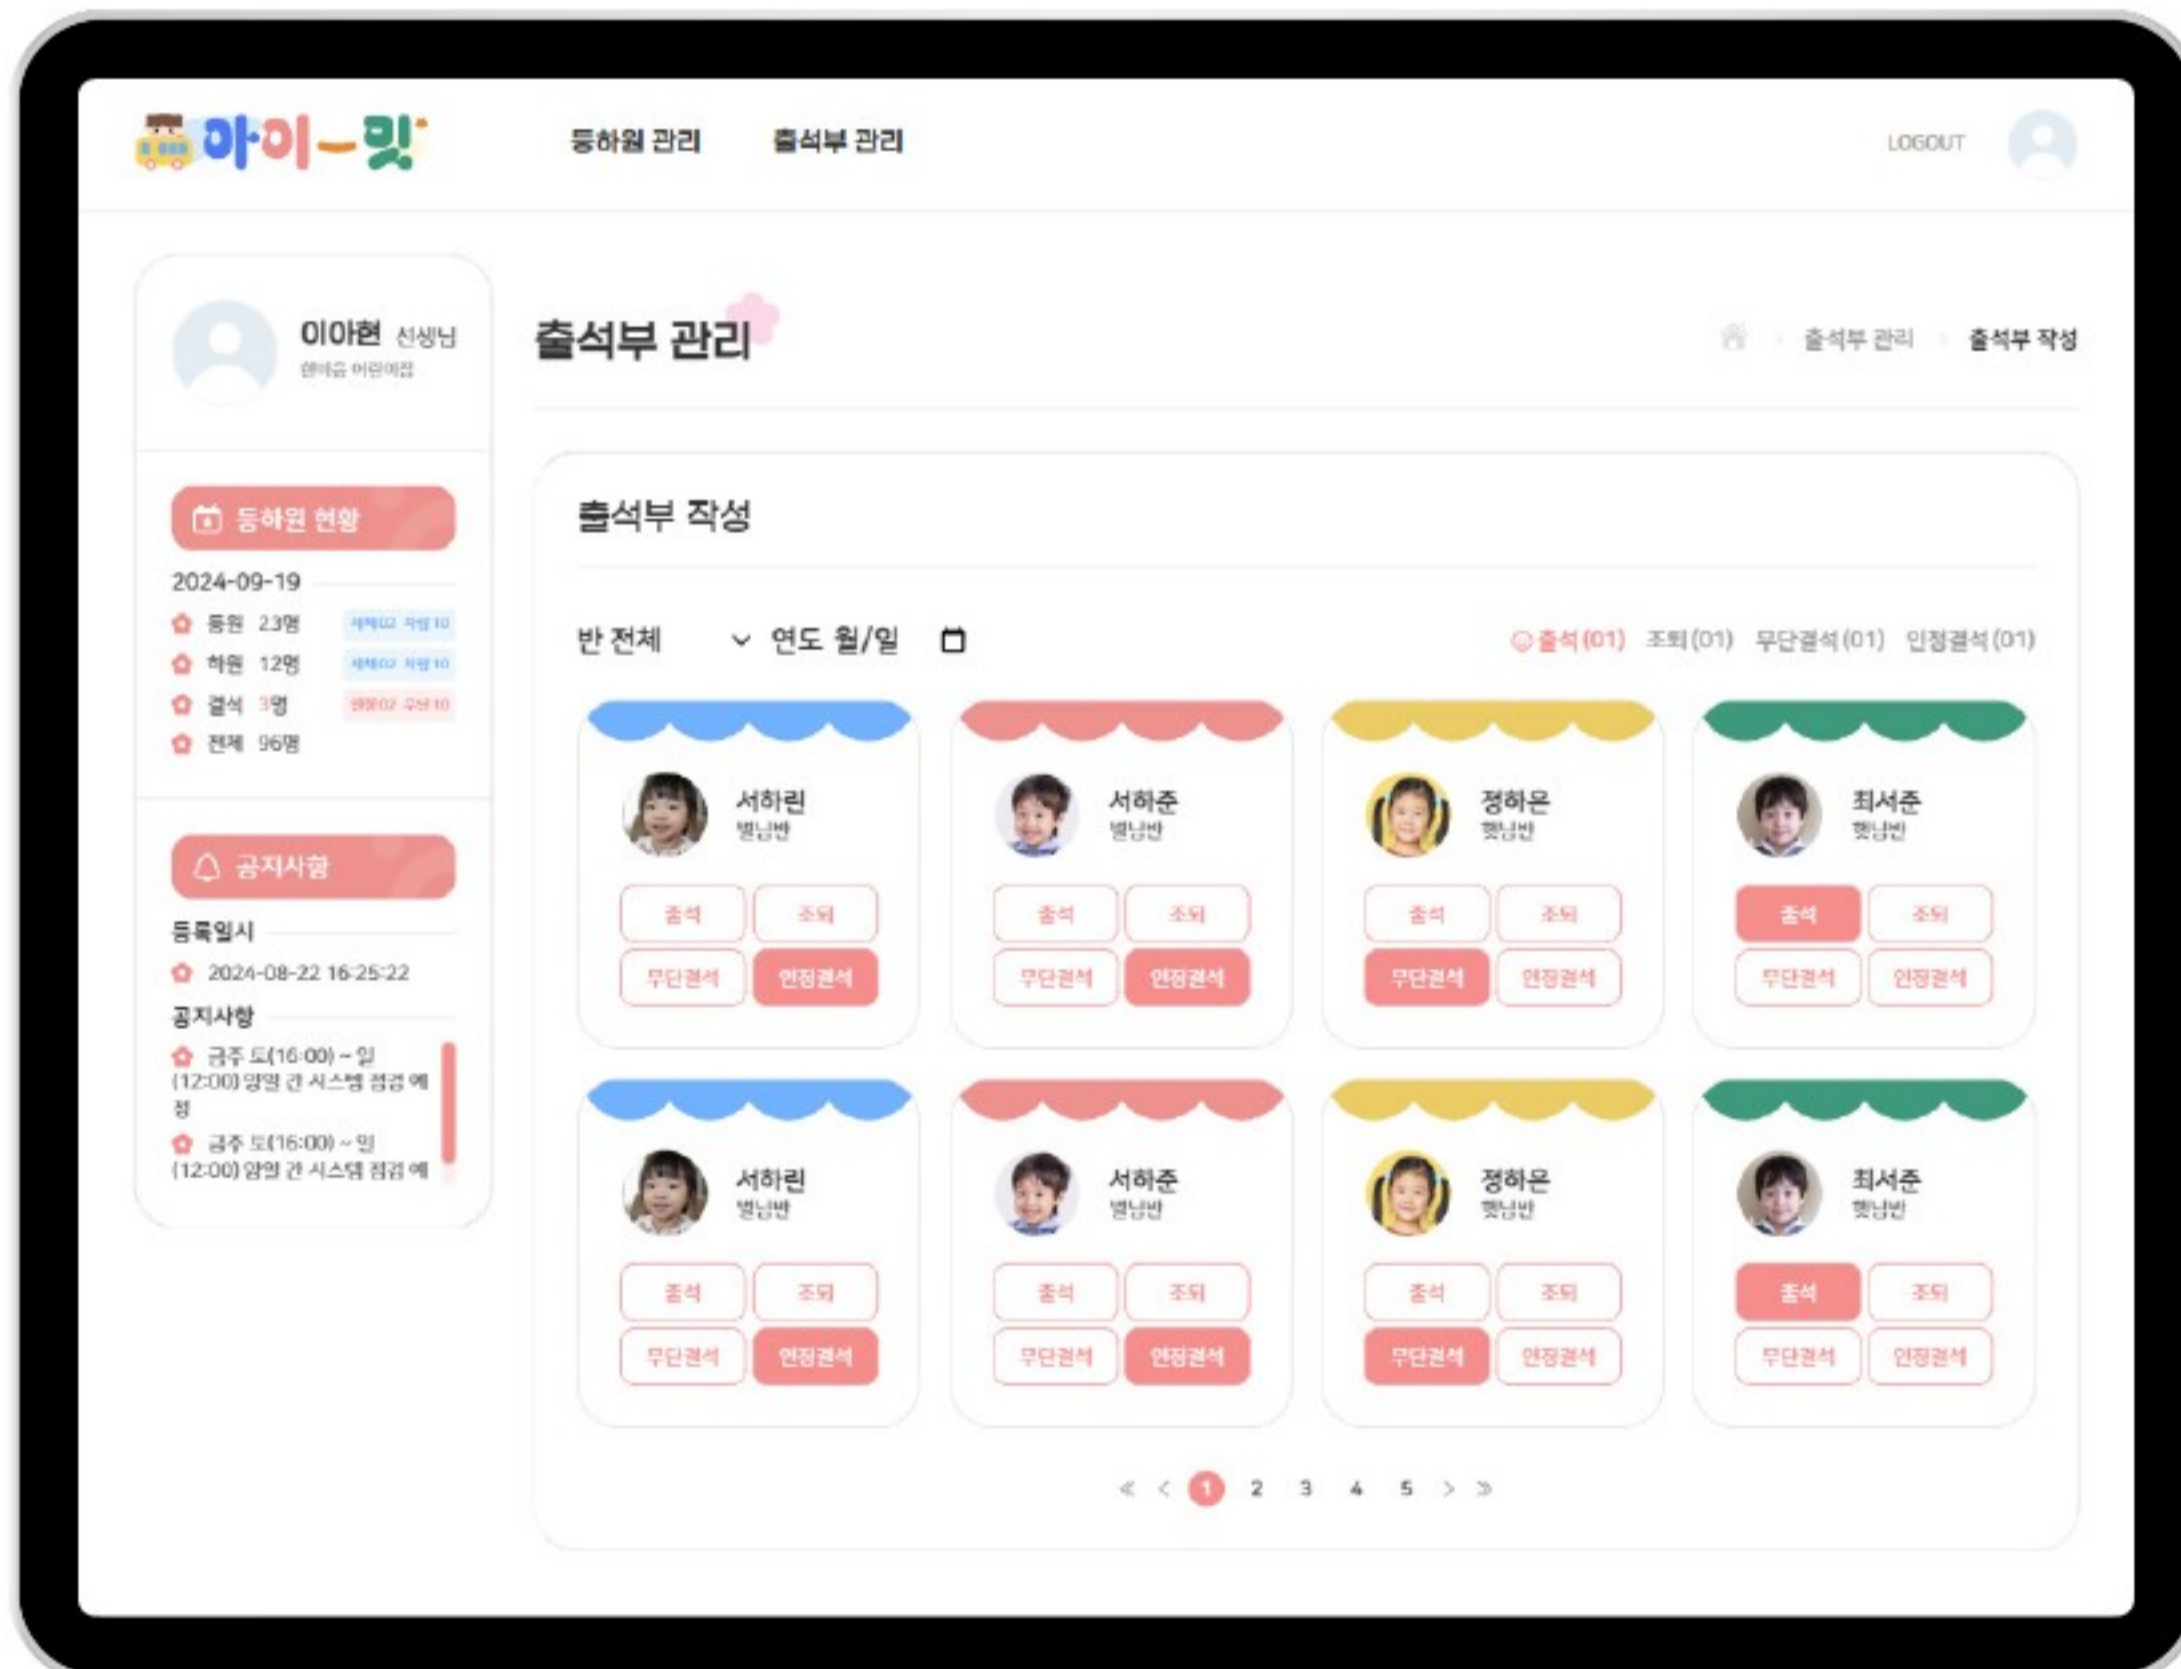 아이-밋
등하원 관리 출석부 관리
LOGOUT
이아현 선생님
한마음 어린이집
등하원 현황
2024-09-19
등원 23명
하원 12명
결석 3명
전체 96명
공지사항
등록일시
2024-08-22 16:25:22
공지사항
금주 토(16:00) ~ 일
(12:00) 양일 간 시스템 점검 예
정
금주 토(16:00) ~ 일
(12:00) 양일 간 시스템 점검 예
출석부 관리
출석부 관리 출석부 작성
출석부 작성
반 전체 연도 월/일
출석(01) 조퇴(01) 무단결석(01) 인정결석(01)
서하린
별님반
출석 조퇴
무단결석 인정결석
서하준
별님반
출석 조퇴
무단결석 인정결석
정하은
햇님반
출석 조퇴
무단결석 인정결석
최서준
햇님반
출석 조퇴
무단결석 인정결석
서하린
별님반
출석 조퇴
무단결석 인정결석
서하준
별님반
출석 조퇴
무단결석 인정결석
정하은
햇님반
출석 조퇴
무단결석 인정결석
최서준
햇님반
출석 조퇴
무단결석 인정결석
« < 1 2 3 4 5 > »